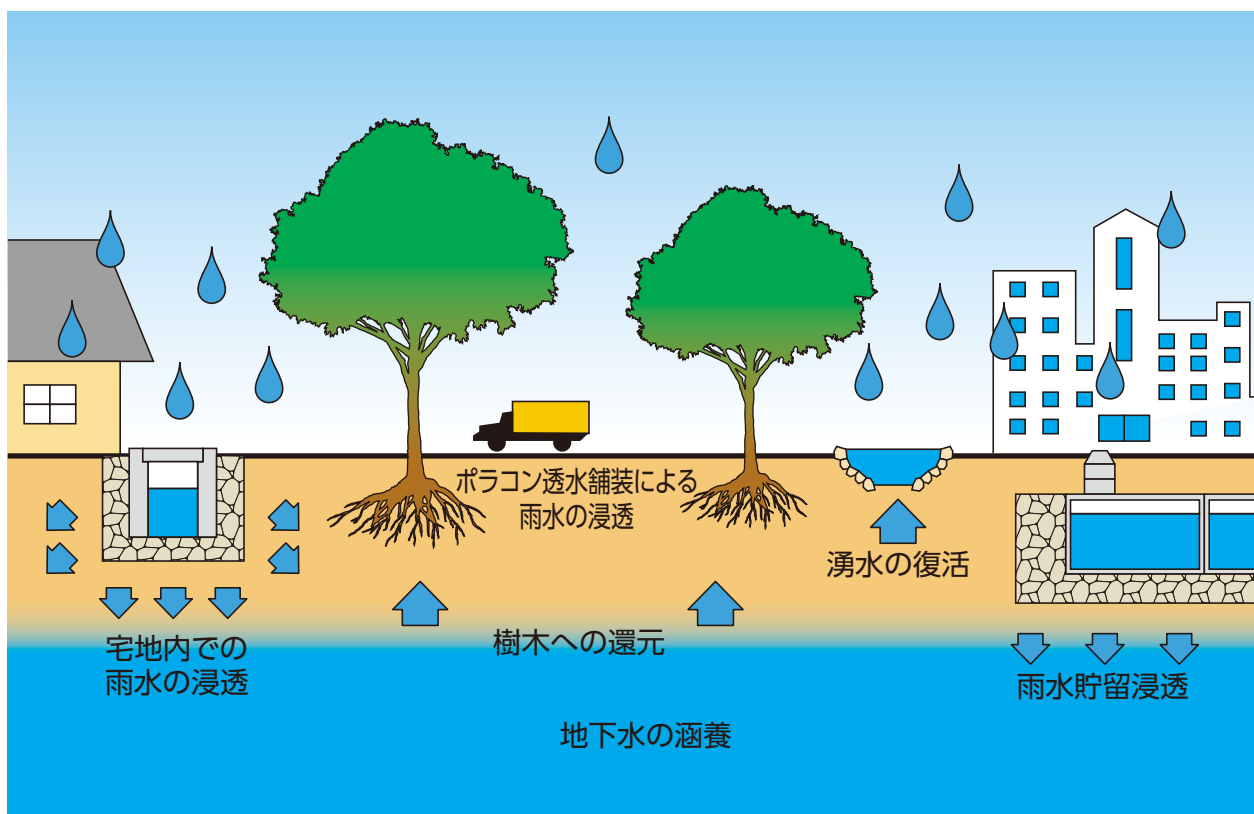 ポラコン透水舗装による
雨水の浸透
湧水の復活
宅地内での
雨水の浸透
樹木への還元
雨水貯留浸透
地下水の涵養